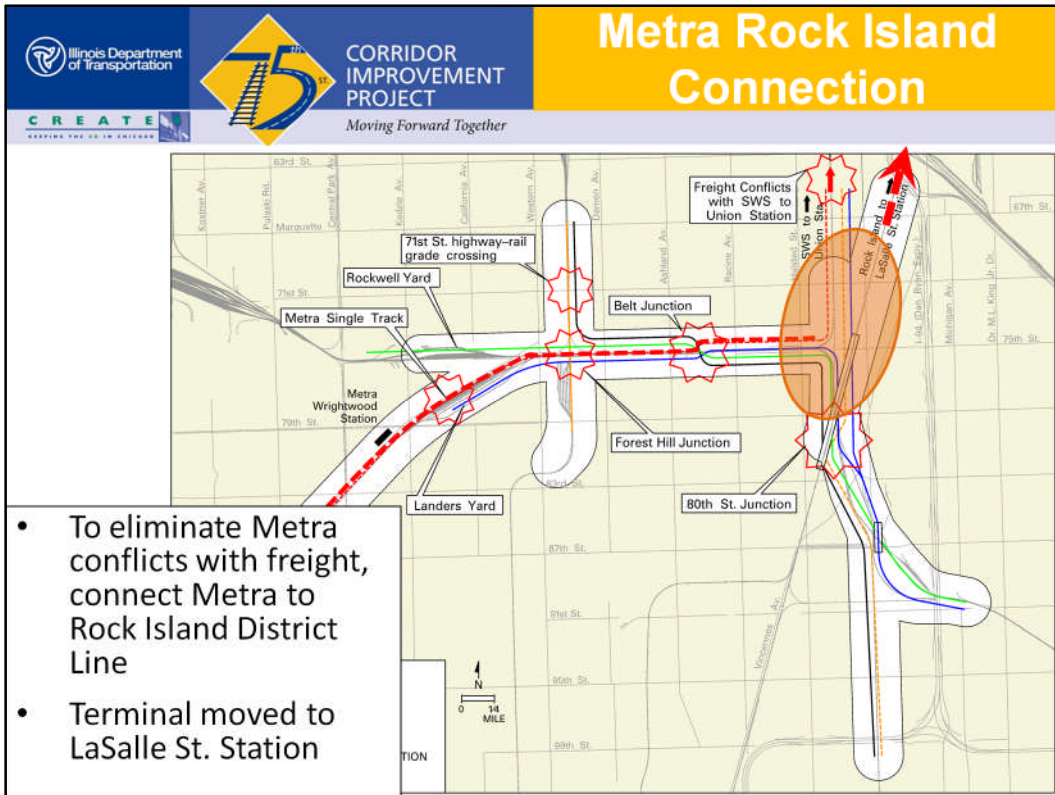 Illinois Department
of Transportation
CREATE
75th
ST.
CORRIDOR
IMPROVEMENT
PROJECT
Moving Forward Together
Metra Rock Island
Connection
63rd St.
Marquette
71st St.
79th St.
Pulaski Rd.
Central Park Av.
Kedzie Av.
California Av.
Western Av.
Damen Av.
Ashland Av.
Racine Av.
Halsted St.
67th St.
75th St.
I-94 (Dan Ryan Expy.)
Michigan Av.
Dr. M.L. King Jr. Dr.
Freight Conflicts
with SWS to
Union Station
SWS to
Union Sta.
Rock Island to
LaSalle St. Station
71st St. highway-rail
grade crossing
Rockwell Yard
Metra Single Track
Belt Junction
Metra
Wrightwood
Station
Forest Hill Junction
Landers Yard
80th St. Junction
83rd St.
87th St.
91st St.
95th St.
99th St.
Vincennes Av.
N
0 1/4
MILE
TION
• To eliminate Metra
conflicts with freight,
connect Metra to
Rock Island District
Line
• Terminal moved to
LaSalle St. Station